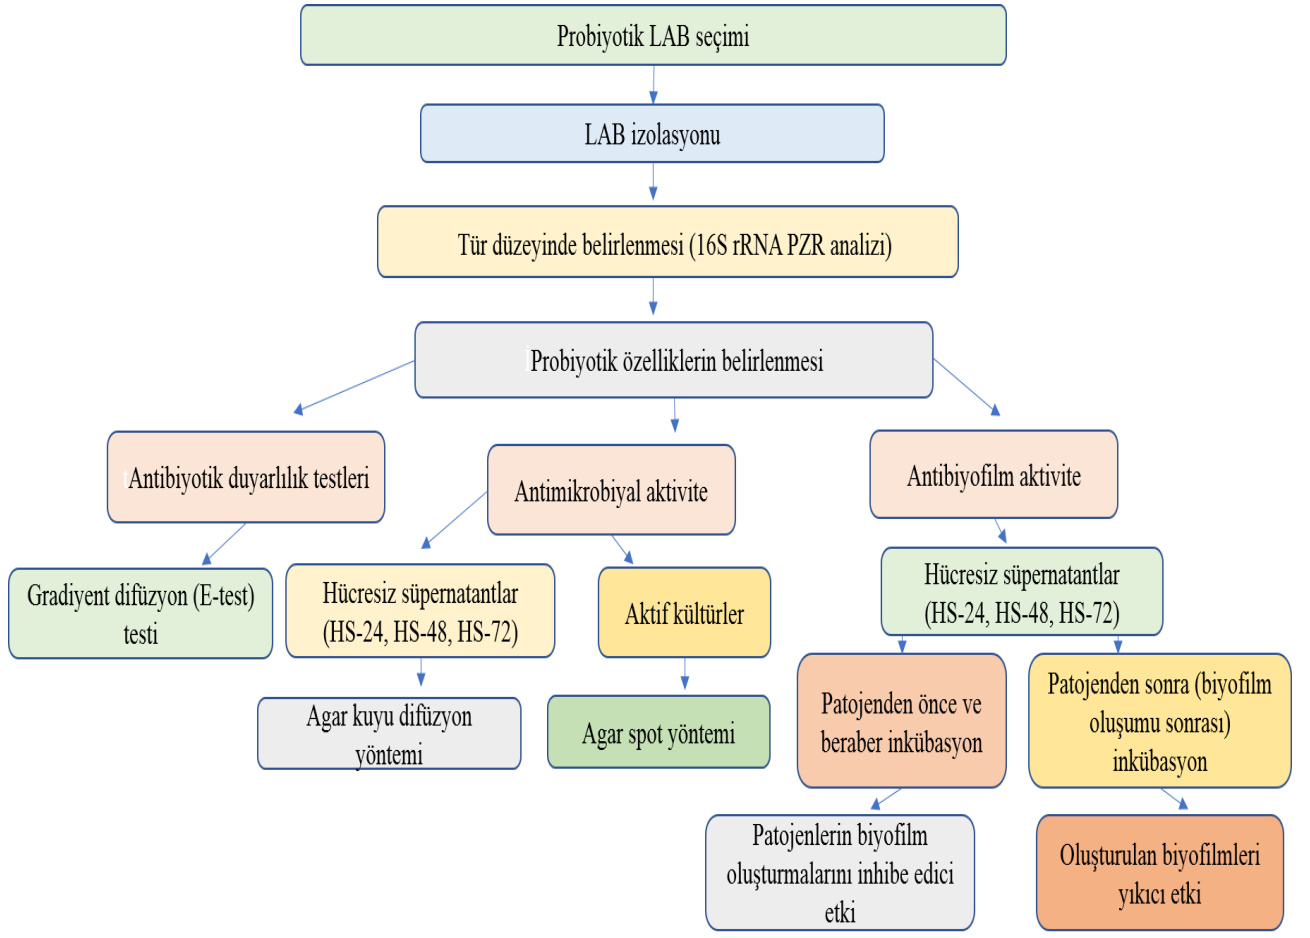 Probiyotik LAB seçimi
LAB izolasyonu
Tür düzeyinde belirlenmesi (16S rRNA PZR analizi)
Probiyotik özelliklerin belirlenmesi
Antibiyotik duyarlılık testleri
Antimikrobiyal aktivite
Antibiyofilm aktivite
Gradiyent difüzyon (E-test)
testi
Hücresiz süpernatantlar
(HS-24, HS-48, HS-72)
Aktif kültürler
Hücresiz süpernatantlar
(HS-24, HS-48, HS-72)
Agar kuyu difüzyon
yöntemi
Agar spot yöntemi
Patojenden önce ve
beraber inkübasyon
Patojenden sonra (biyofilm
oluşumu sonrası)
inkübasyon
Patojenlerin biyofilm
oluşturmalarını inhibe edici
etki
Oluşturulan biyofilmleri
yıkıcı etki